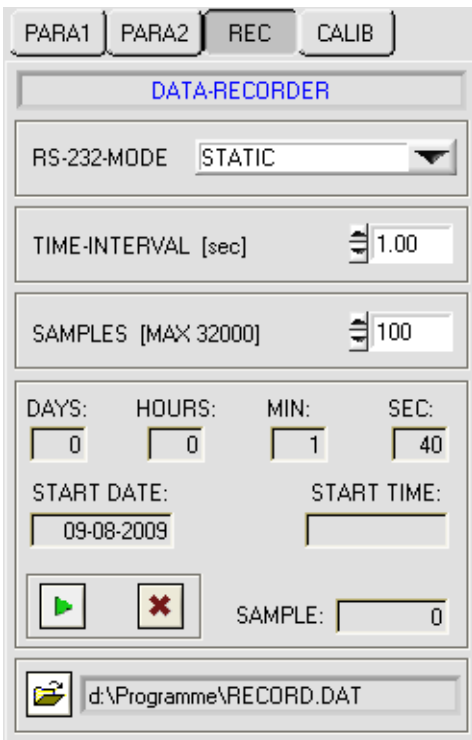 PARA1 PARA2 REC CALIB
DATA-RECORDER
RS-232-MODE STATIC
TIME-INTERVAL [sec] 1.00
SAMPLES [MAX 32000] 100
DAYS: HOURS: MIN: SEC:
0 0 1 40
START DATE: START TIME:
09-08-2009
SAMPLE: 0
d:\Programme\RECORD.DAT